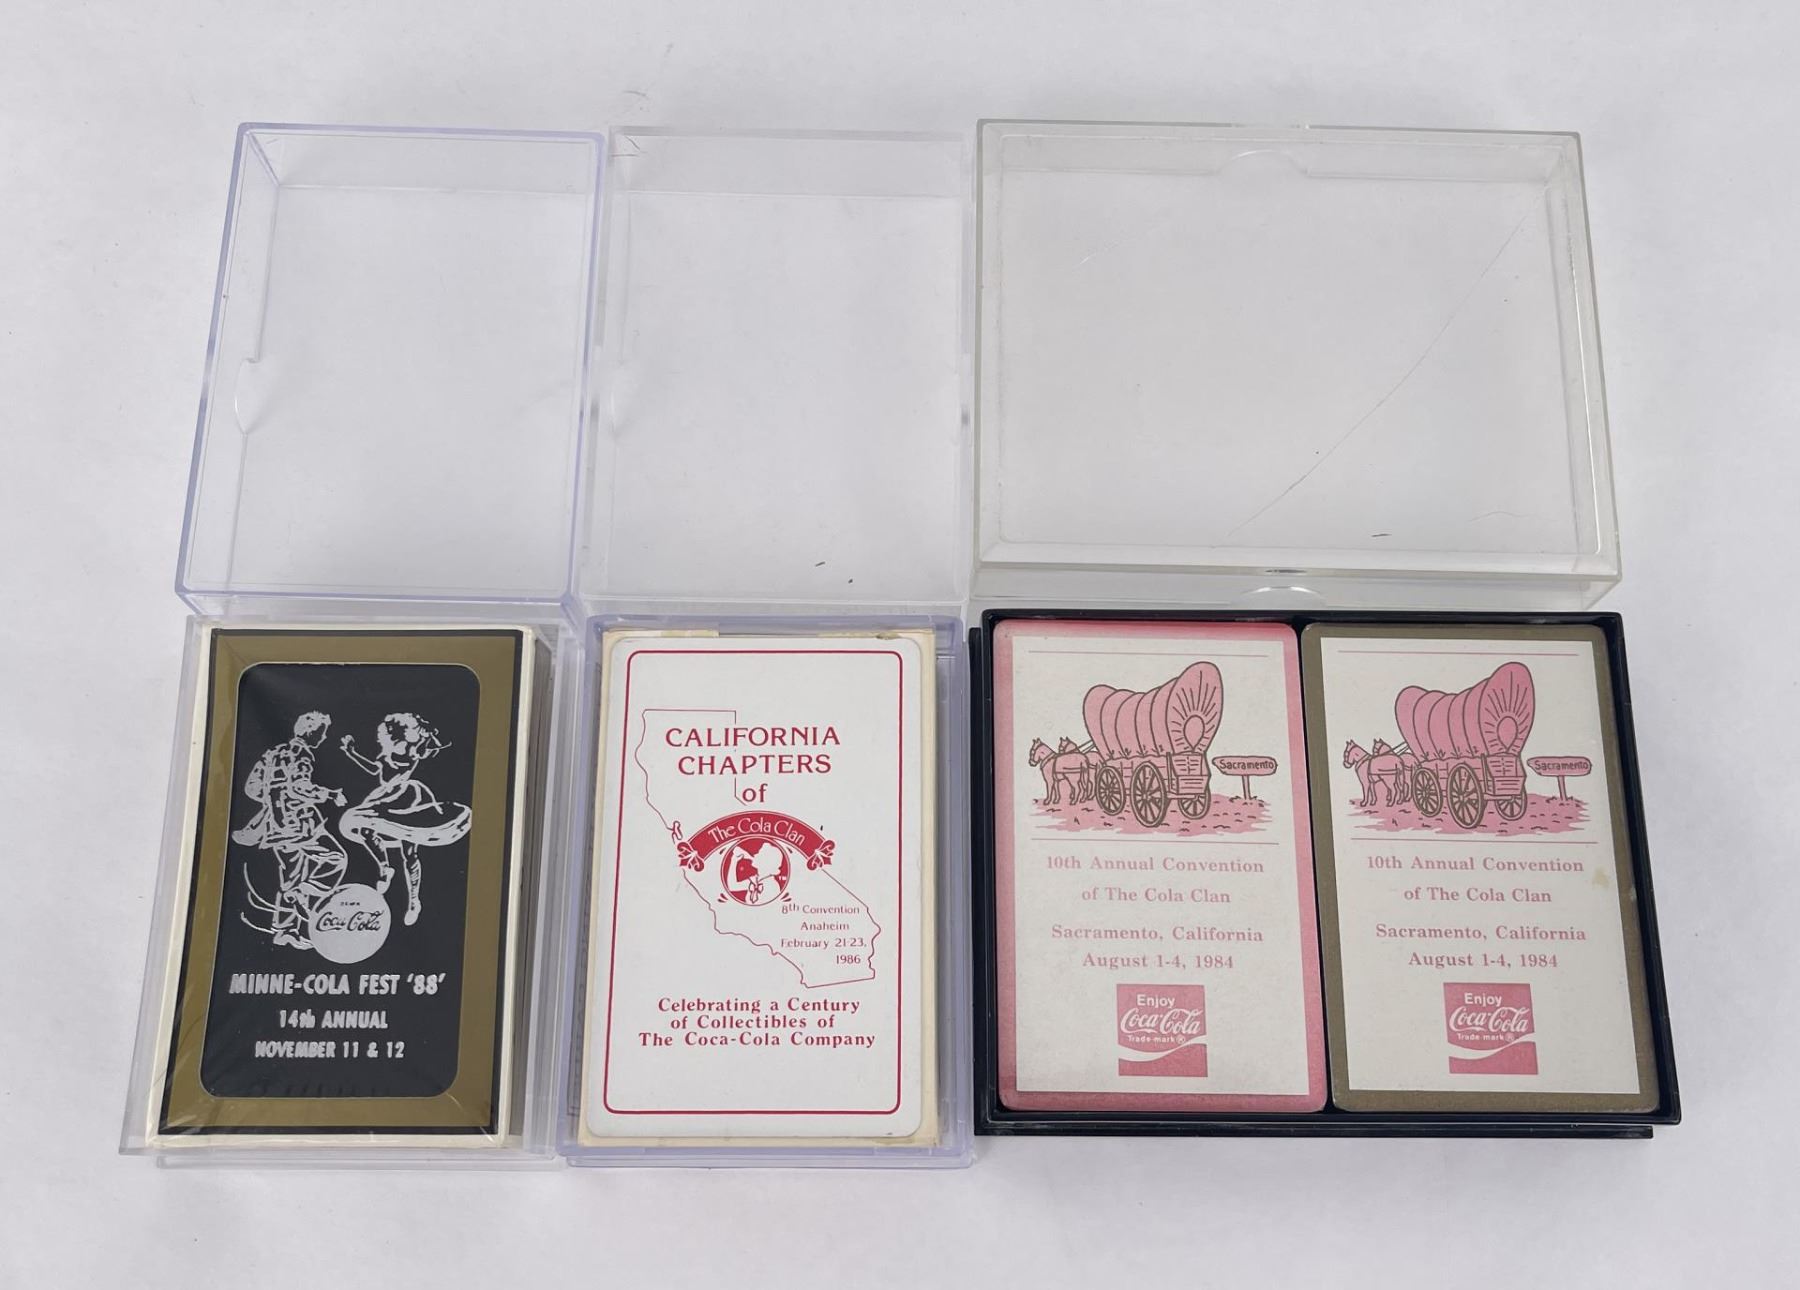 DRINK
Coca-Cola
MINNE-COLA FEST '88'
14th ANNUAL
NOVEMBER 11 & 12
CALIFORNIA
CHAPTERS
of
The Cola Clan
8th Convention
Anaheim
February 21-23,
1986
Celebrating a Century
of Collectibles of
The Coca-Cola Company
Sacramento
10th Annual Convention
of The Cola Clan
Sacramento, California
August 1-4, 1984
Enjoy
Coca-Cola
Trade-mark®
Sacramento
10th Annual Convention
of The Cola Clan
Sacramento, California
August 1-4, 1984
Enjoy
Coca-Cola
Trade-mark®